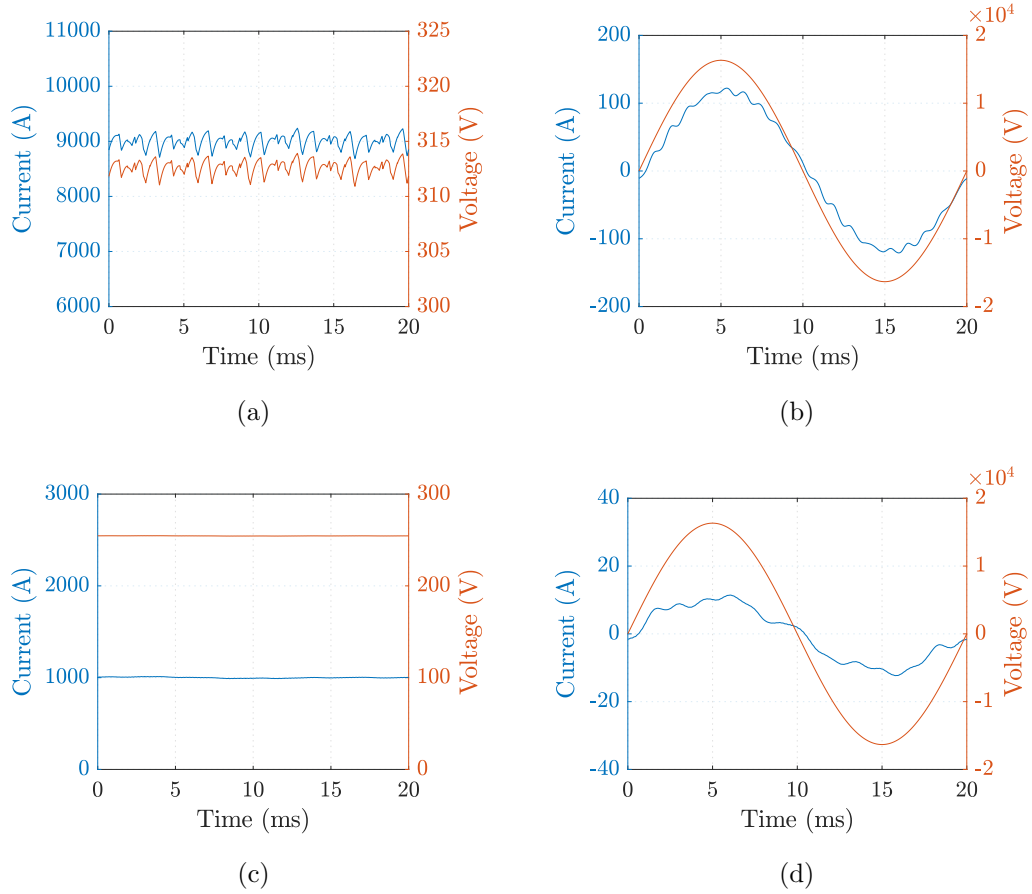 ×10⁴
11000
10000
9000
8000
7000
6000
Current (A)
325
320
315
310
305
300
Voltage (V)
0 5 10 15 20
Time (ms)
(a)
200
100
0
-100
-200
Current (A)
2
1
0
-1
-2
Voltage (V)
0 5 10 15 20
Time (ms)
(b)
3000
2000
1000
0
Current (A)
300
200
100
0
Voltage (V)
0 5 10 15 20
Time (ms)
(c)
×10⁴
40
20
0
-20
-40
Current (A)
2
1
0
-1
-2
Voltage (V)
0 5 10 15 20
Time (ms)
(d)